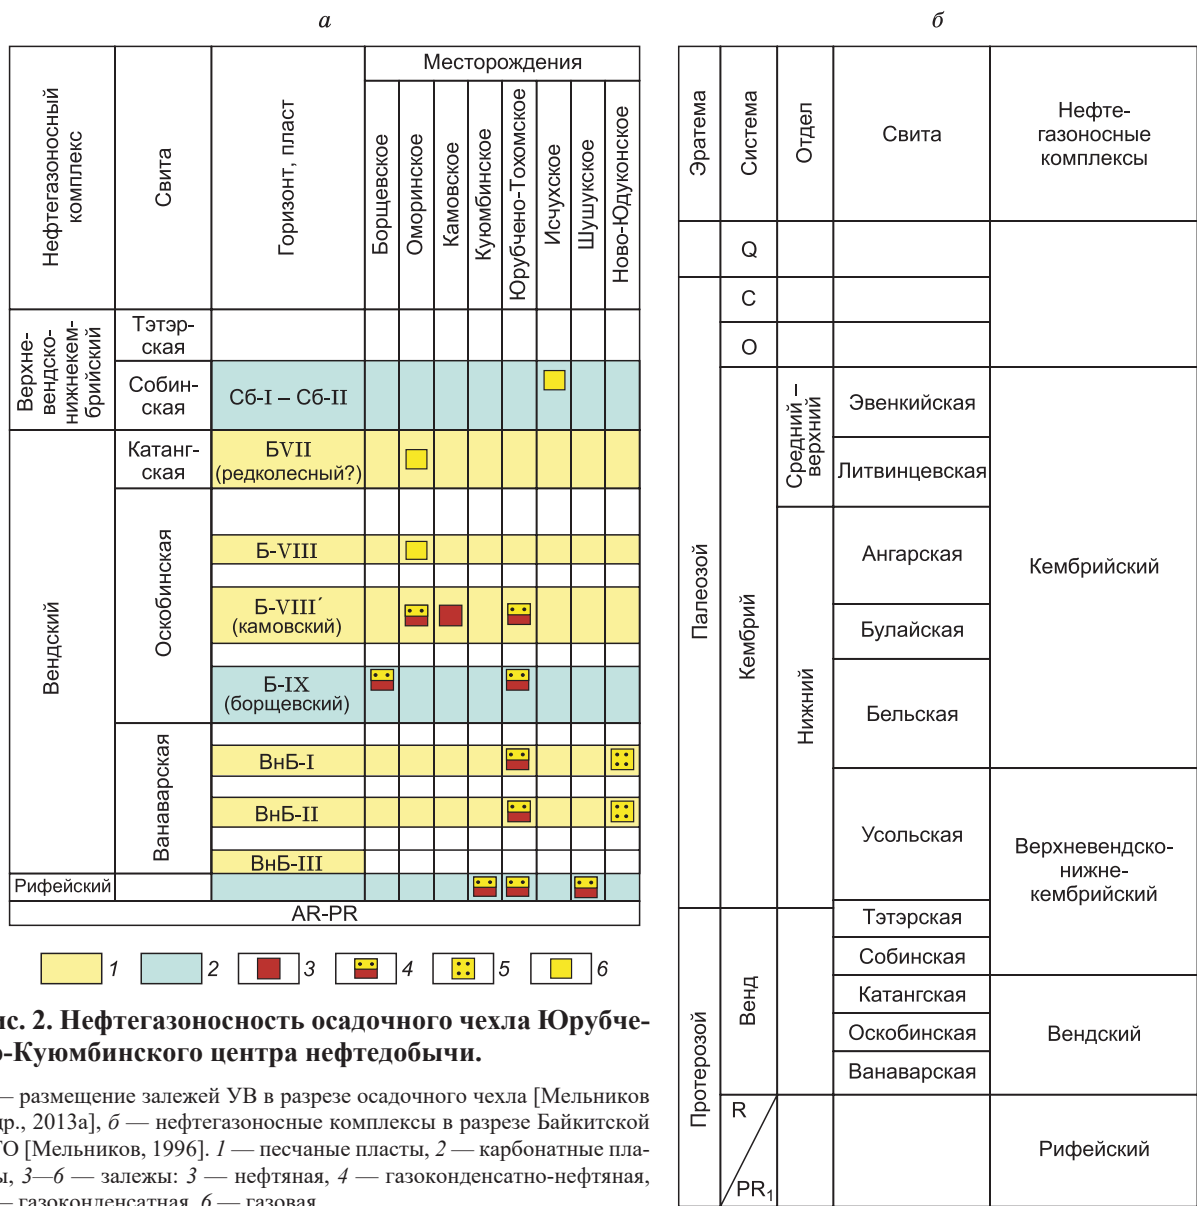 а
Нефтегазоносный
комплекс
Свита
Горизонт, пласт
Месторождения
Борщевское
Оморинское
Камовское
Куюмбинское
Юрубчено-Тохомское
Исчухское
Шушукское
Ново-Юдуконское
Верхне-
вендско-
нижнекем-
брийский
Тэтэр-
ская
Собин-
ская
Сб-I – Сб-II
Вендский
Катанг-
ская
БVII
(редколесный?)
Оскобинская
Б-VIII
Б-VIII´
(камовский)
Б-IX
(борщевский)
Ванаварская
ВнБ-I
ВнБ-II
ВнБ-III
Рифейский
AR-PR
1
2
3
4
5
6
ис. 2. Нефтегазоносность осадочного чехла Юрубче-
о-Куюмбинского центра нефтедобычи.
— размещение залежей УВ в разрезе осадочного чехла [Мельников
др., 2013а], б — нефтегазоносные комплексы в разрезе Байкитской
ГО [Мельников, 1996]. 1 — песчаные пласты, 2 — карбонатные пла-
ы, 3—6 — залежы: 3 — нефтяная, 4 — газоконденсатно-нефтяная,
— газоконденсатная, 6 — газовая.
б
Эратема
Система
Отдел
Свита
Нефте-
газоносные
комплексы
Q
Палеозой
C
O
Кембрий
Средний –
верхний
Эвенкийская
Литвинцевская
Нижний
Ангарская
Булайская
Бельская
Кембрийский
Усольская
Верхневендско-
нижне-
кембрийский
Протерозой
Венд
Тэтэрская
Собинская
Катангская
Оскобинская
Ванаварская
Вендский
R
PR1
Рифейский